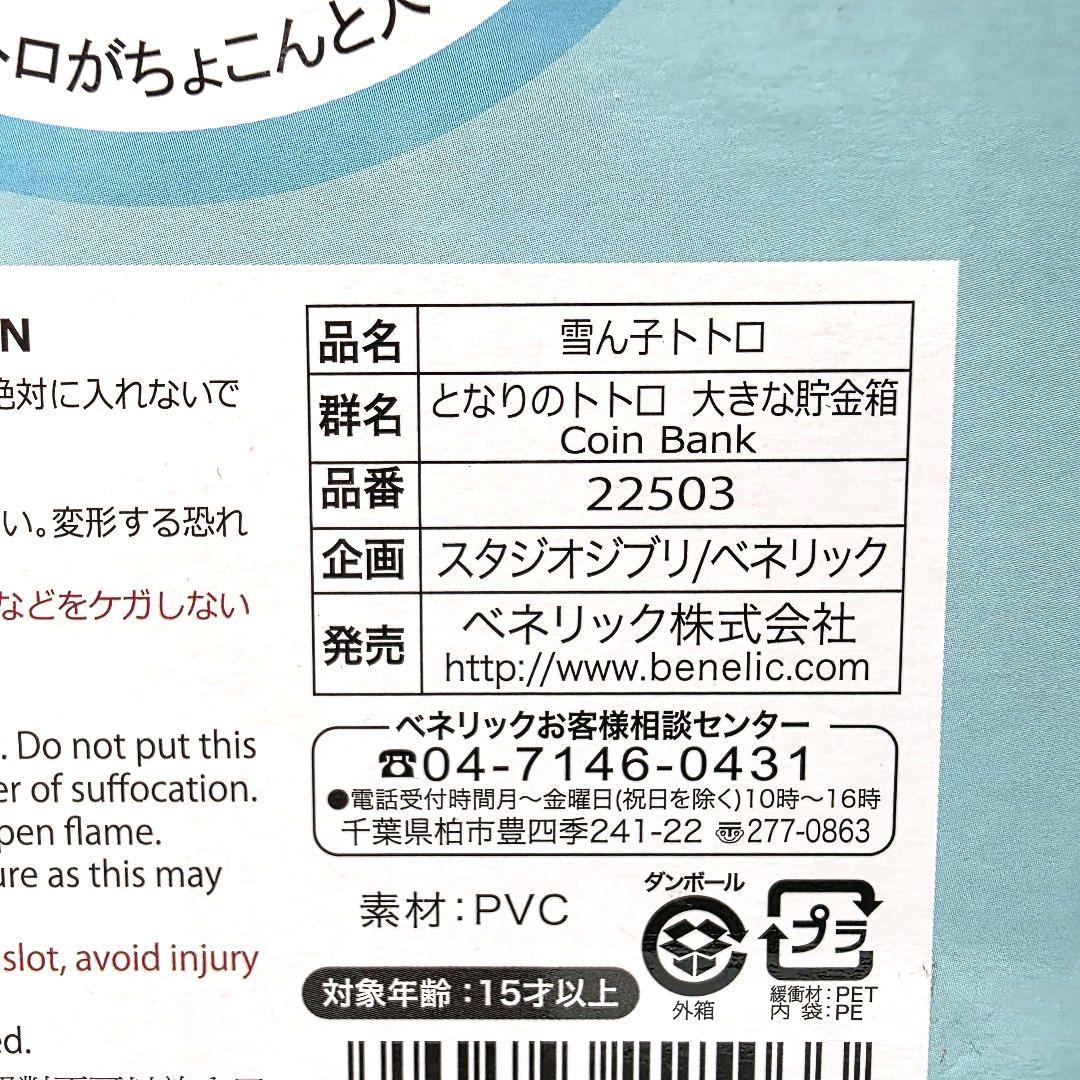 トロがちょこんと大
N
絶対に入れないで
い。変形する恐れ
などをケガしない
. Do not put this
er of suffocation.
pen flame.
ure as this may
slot, avoid injury
ed.
品名 雪ん子トトロ
群名 となりのトトロ 大きな貯金箱
Coin Bank
品番 22503
企画 スタジオジブリ/ベネリック
発売 ベネリック株式会社
http://www.benelic.com
ベネリックお客様相談センター
☎04-7146-0431
●電話受付時間月～金曜日(祝日を除く)10時～16時
千葉県柏市豊四季241-22 〠277-0863
素材：PVC
対象年齢：15才以上
ダンボール
外箱
プラ
緩衝材：PET
内 袋：PE